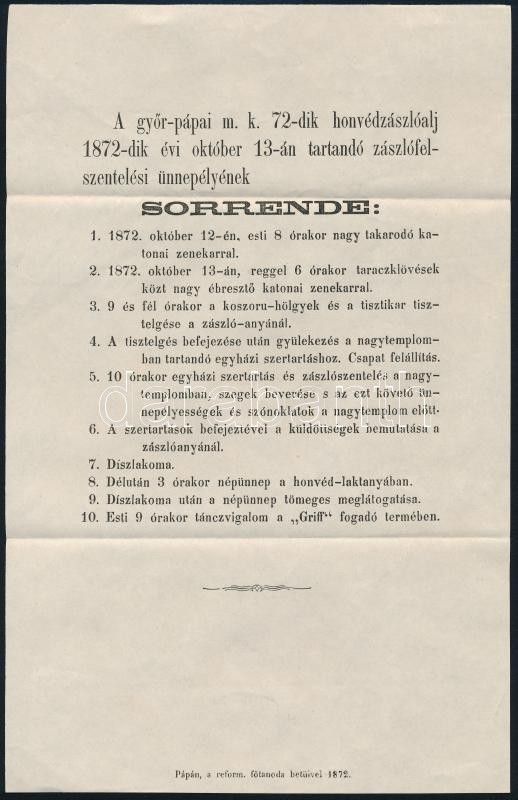 A győr-pápai m. k. 72-dik honvédzászlóalj
1872-dik évi október 13-án tartandó zászlófel-
szentelési ünnepélyének
SORRENDE:
1. 1872. október 12-én, esti 8 órakor nagy takarodó ka-
tonai zenekarral.
2. 1872. október 13-án, reggel 6 órakor taraczklövések
közt nagy ébresztő katonai zenekarral.
3. 9 és fél órakor a koszoru-hölgyek és a tisztikar tisz-
telgése a zászló-anyánál.
4. A tisztelgés befejezése után gyülekezés a nagytemplom-
ban tartandó egyházi szertartáshoz. Csapat felállítás.
5. 10 órakor egyházi szertartás és zászlószentelés a nagy-
templomban, szegek beverése s az ezt követő ün-
nepélyességek és szónoklatok a nagytemplom előtt.
6. A szertartások befejeztével a küldöttségek bemutatása a
zászlóanyánál.
7. Díszlakoma.
8. Délután 3 órakor népünnep a honvéd-laktanyában.
9. Díszlakoma után a népünnep tömeges meglátogatása.
10. Esti 9 órakor tánczvigalom a „Griff“ fogadó termében.
Pápán, a reform. főtanoda betüivel 1872.
darabanth